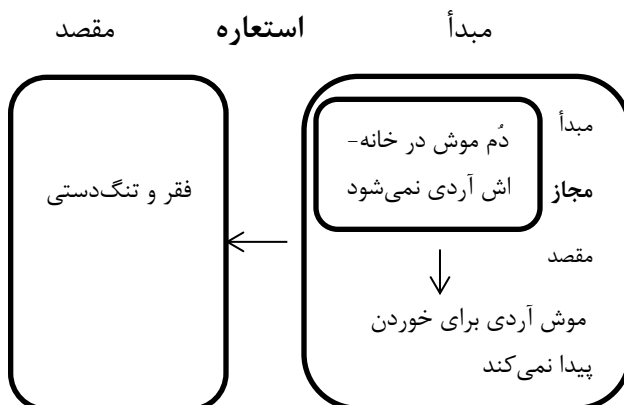 مبدأ استعاره مقصد
مبدأ
دُم موش در خانه-
اش آردی نمی‌شود
مجاز
فقر و تنگ‌دستی
مقصد
موش آردی برای خوردن
پیدا نمی‌کند